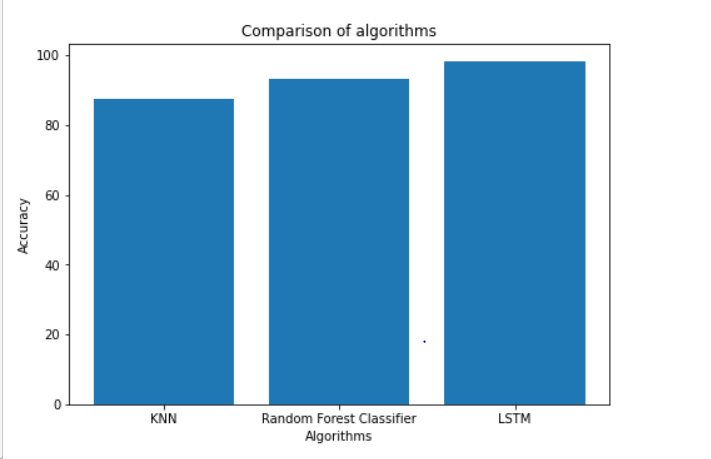 Comparison of algorithms
100
80
60
40
20
0
Accuracy
KNN Random Forest Classifier LSTM
Algorithms